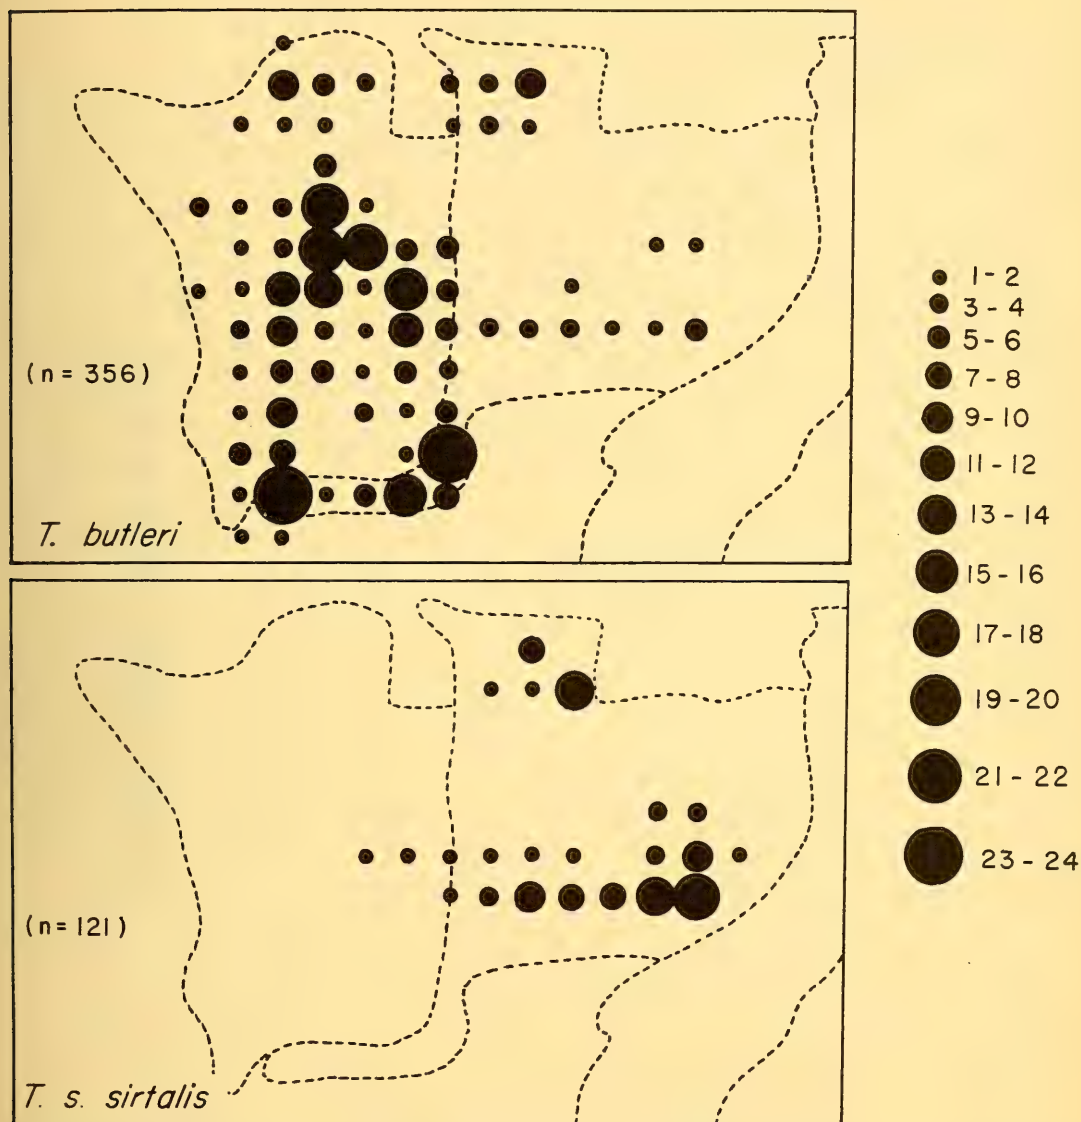 (n = 356)
T. butleri
(n = 121)
T. s. sirtalis
1 - 2
3 - 4
5 - 6
7 - 8
9 - 10
11 - 12
13 - 14
15 - 16
17 - 18
19 - 20
21 - 22
23 - 24